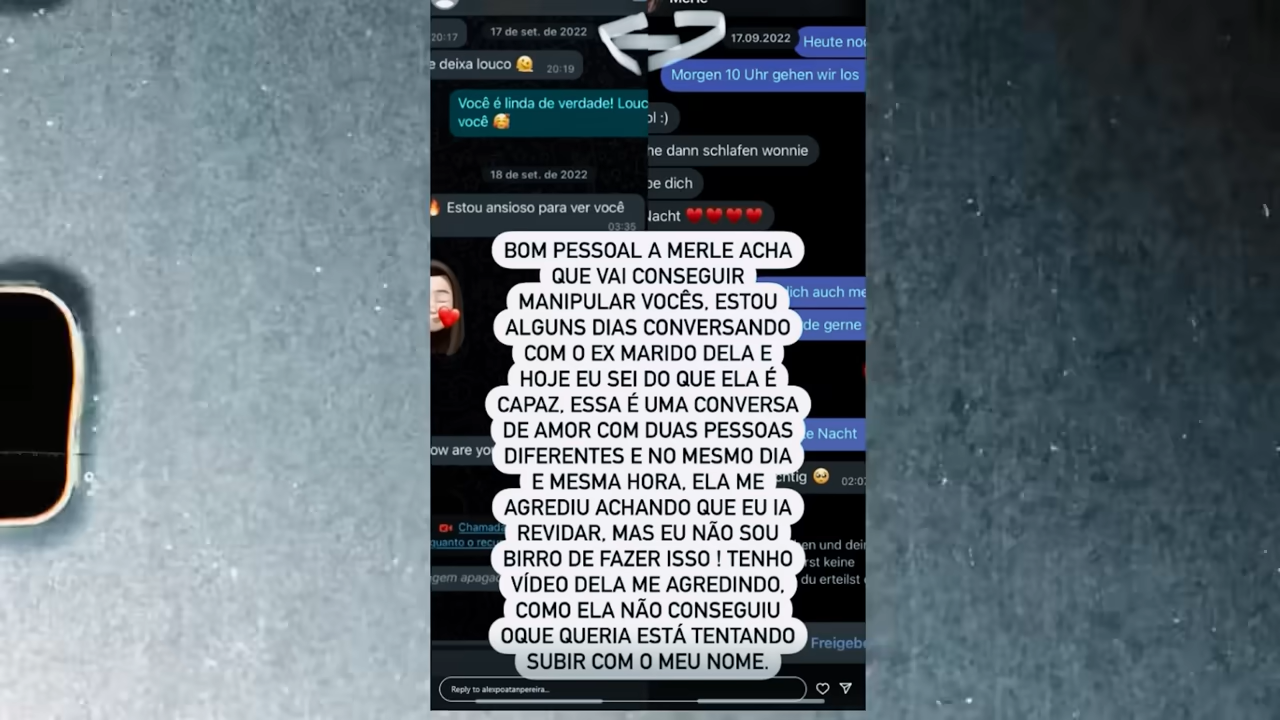 20:17
17 de set. de 2022
e deixa louco 🫠 20:19
Você é linda de verdade! Louc
você 🥰
18 de set. de 2022
🔥 Estou ansioso para ver você
03:35
ow are you
Chamada
quanto o recu
gem apaga
17.09.2022
Heute noc
Morgen 10 Uhr gehen wir los
ol :)
he dann schlafen wonnie
be dich
Nacht ❤️❤️❤️❤️
dich auch me
de gerne
e Nacht
chtig 🥺 02:07
en und dein
rst keine
du erteilst
Freigebe
BOM PESSOAL A MERLE ACHA
QUE VAI CONSEGUIR
MANIPULAR VOCÊS, ESTOU
ALGUNS DIAS CONVERSANDO
COM O EX MARIDO DELA E
HOJE EU SEI DO QUE ELA É
CAPAZ, ESSA É UMA CONVERSA
DE AMOR COM DUAS PESSOAS
DIFERENTES E NO MESMO DIA
E MESMA HORA, ELA ME
AGREDIU ACHANDO QUE EU IA
REVIDAR, MAS EU NÃO SOU
BIRRO DE FAZER ISSO ! TENHO
VÍDEO DELA ME AGREDINDO,
COMO ELA NÃO CONSEGUIU
OQUE QUERIA ESTÁ TENTANDO
SUBIR COM O MEU NOME.
Reply to alexpoatanpereira...